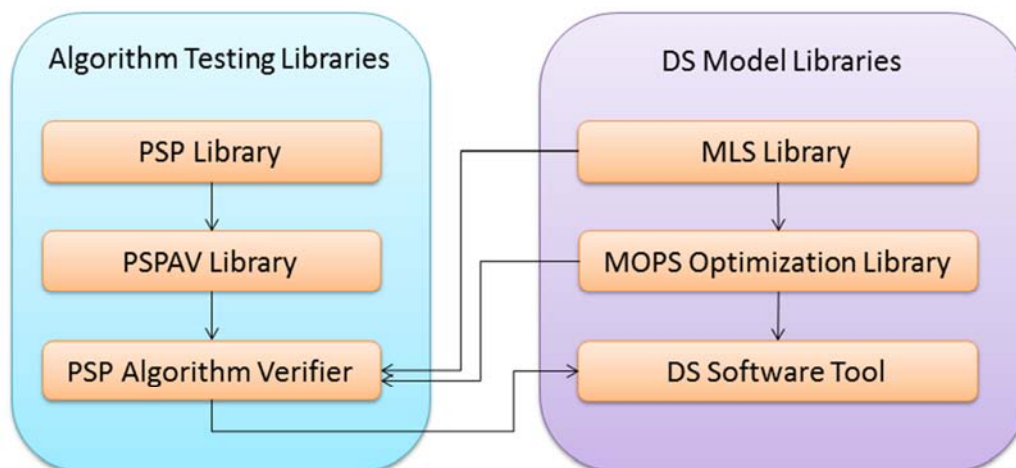 Algorithm Testing Libraries
PSP Library
PSPAV Library
PSP Algorithm Verifier
DS Model Libraries
MLS Library
MOPS Optimization Library
DS Software Tool